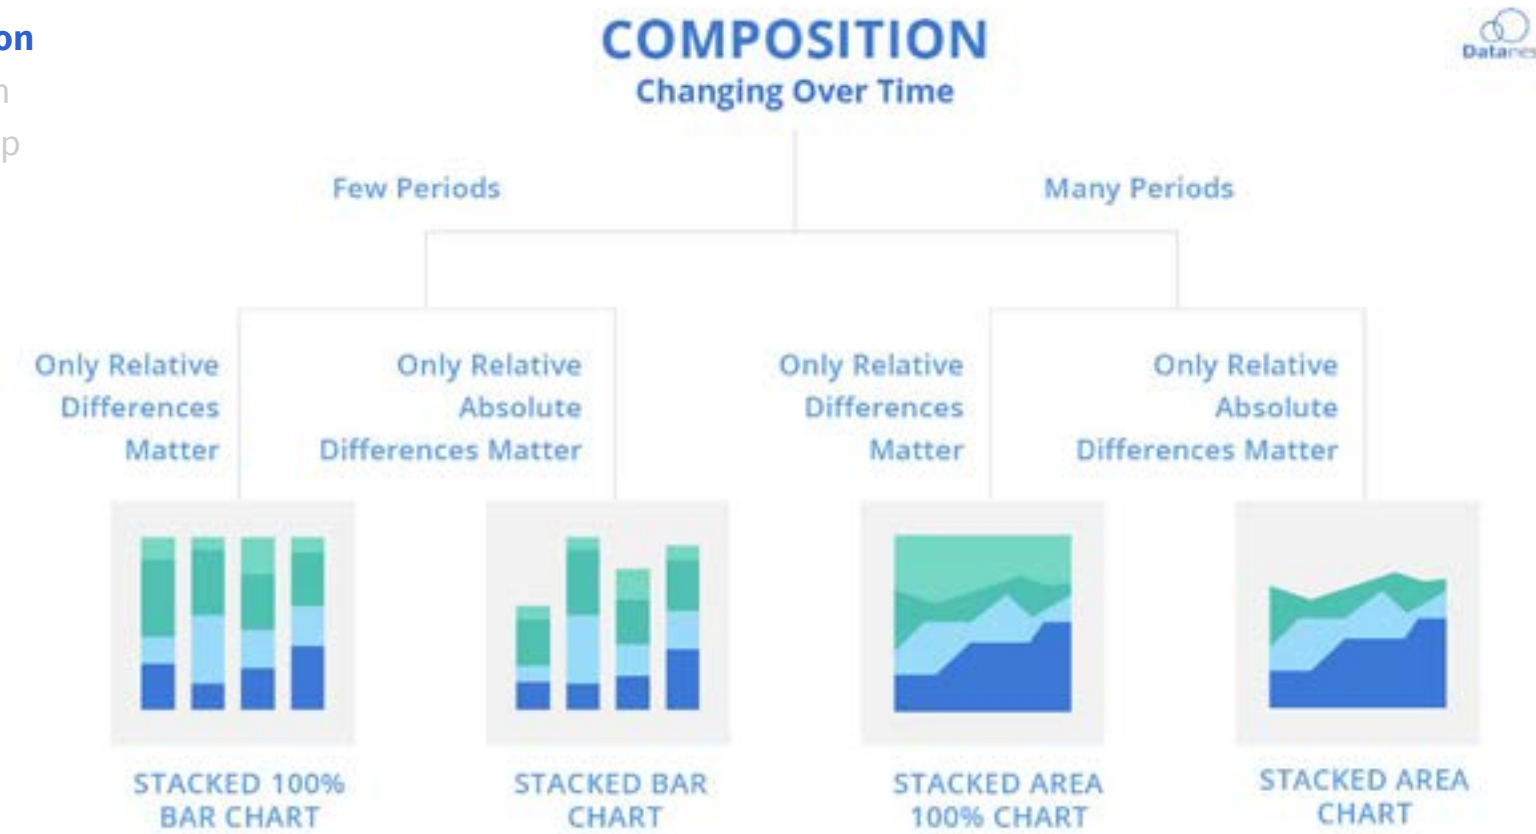 COMPOSITION
Changing Over Time
on
n
p
Few Periods
Many Periods
Only Relative
Differences
Matter
Only Relative
Absolute
Differences Matter
Only Relative
Differences
Matter
Only Relative
Absolute
Differences Matter
STACKED 100%
BAR CHART
STACKED BAR
CHART
STACKED AREA
100% CHART
STACKED AREA
CHART